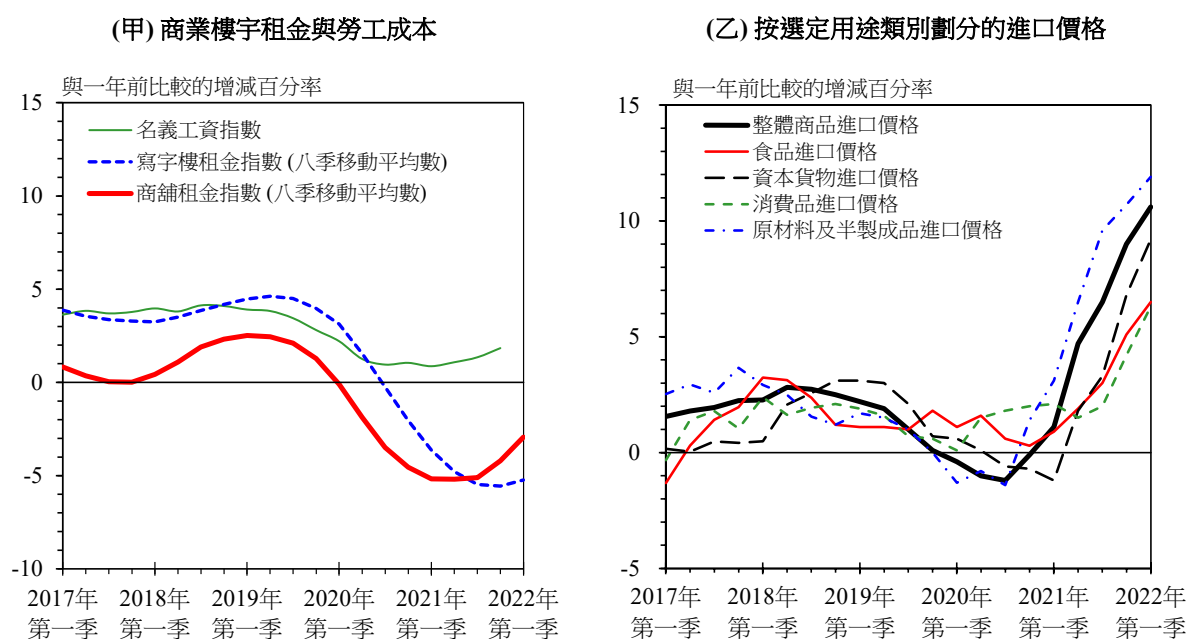 (甲) 商業樓宇租金與勞工成本
與一年前比較的增減百分率
15
10
5
0
-5
-10
名義工資指數
寫字樓租金指數 (八季移動平均數)
商舖租金指數 (八季移動平均數)
2017年 2018年 2019年 2020年 2021年 2022年
第一季 第一季 第一季 第一季 第一季 第一季
(乙) 按選定用途類別劃分的進口價格
與一年前比較的增減百分率
15
10
5
0
-5
整體商品進口價格
食品進口價格
資本貨物進口價格
消費品進口價格
原材料及半製成品進口價格
2017年 2018年 2019年 2020年 2021年 2022年
第一季 第一季 第一季 第一季 第一季 第一季